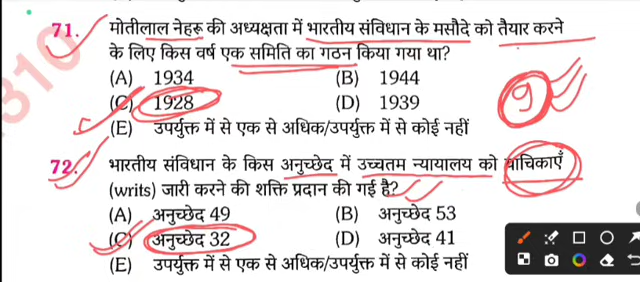 71. मोतीलाल नेहरू की अध्यक्षता में भारतीय संविधान के मसौदे को तैयार करने
के लिए किस वर्ष एक समिति का गठन किया गया था?
(A) 1934 (B) 1944
(C) 1928 (D) 1939
(E) उपर्युक्त में से एक से अधिक/उपर्युक्त में से कोई नहीं
72. भारतीय संविधान के किस अनुच्छेद में उच्चतम न्यायालय को याचिकाएँ
(writs) जारी करने की शक्ति प्रदान की गई है?
(A) अनुच्छेद 49 (B) अनुच्छेद 53
(C) अनुच्छेद 32 (D) अनुच्छेद 41
(E) उपर्युक्त में से एक से अधिक/उपर्युक्त में से कोई नहीं